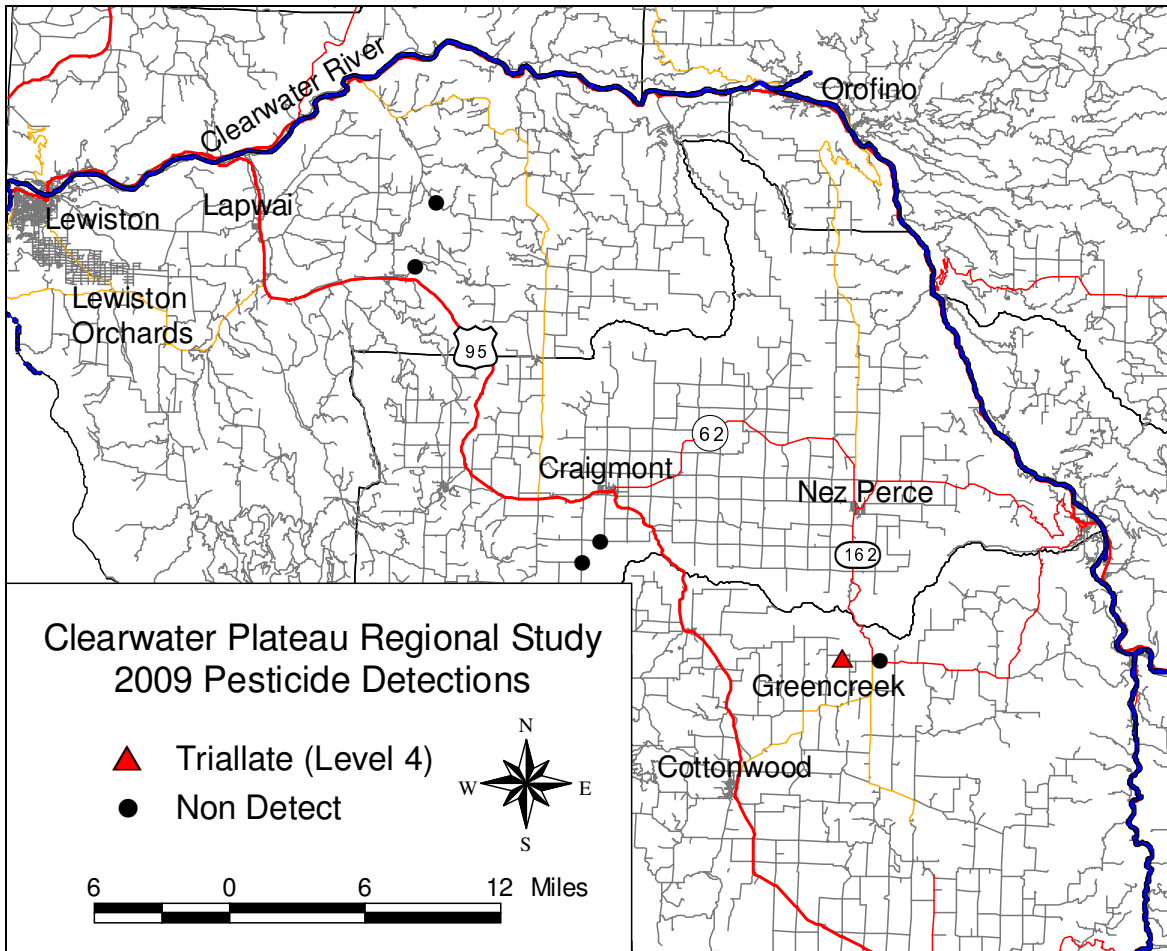 Clearwater River
Orofino
Lewiston
Lapwai
Lewiston
Orchards
95
62
Craigmont
Nez Perce
162
Greencreek
Cottonwood
Clearwater Plateau Regional Study
2009 Pesticide Detections
Triallate (Level 4)
Non Detect
N
W
E
S
6 0 6 12 Miles